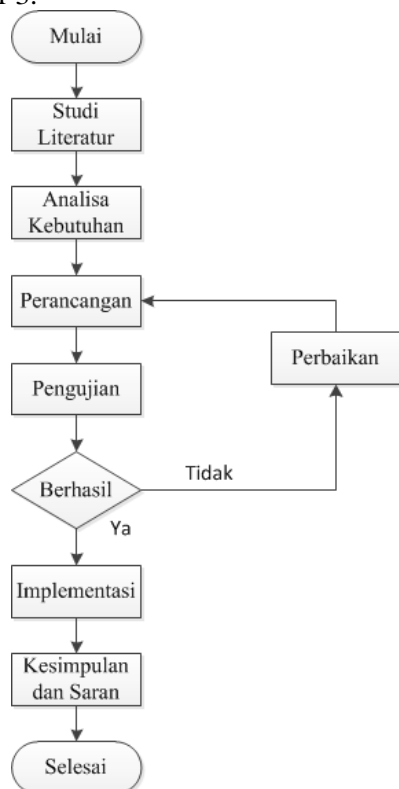 Mulai
Studi
Literatur
Analisa
Kebutuhan
Perancangan
Perbaikan
Pengujian
Tidak
Berhasil
Ya
Implementasi
Kesimpulan
dan Saran
Selesai